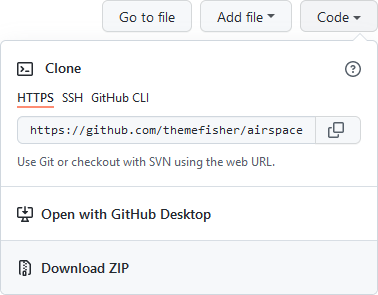 Go to file Add file Code
Clone
HTTPS SSH GitHub CLI
https://github.com/themefisher/airspace
Use Git or checkout with SVN using the web URL.
Open with GitHub Desktop
Download ZIP